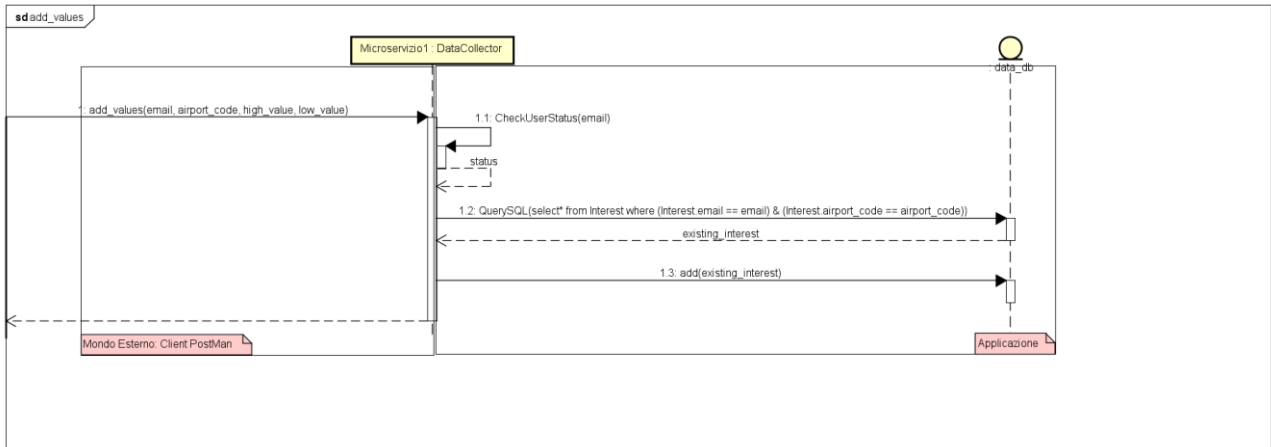 sd add_values
Microservizio1 : DataCollector
: data_db
1: add_values(email, airport_code, high_value, low_value)
1.1: CheckUserStatus(email)
status
1.2: QuerySQL(select* from Interest where (Interest.email == email) & (Interest.airport_code == airport_code))
existing_interest
1.3: add(existing_interest)
Mondo Esterno: Client PostMan
Applicazione